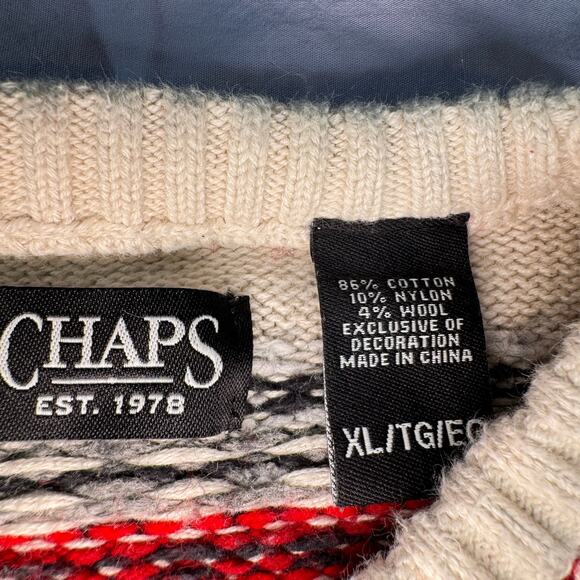 CHAPS
EST. 1978
86% COTTON
10% NYLON
4% WOOL
EXCLUSIVE OF
DECORATION
MADE IN CHINA
XL/TG/EG